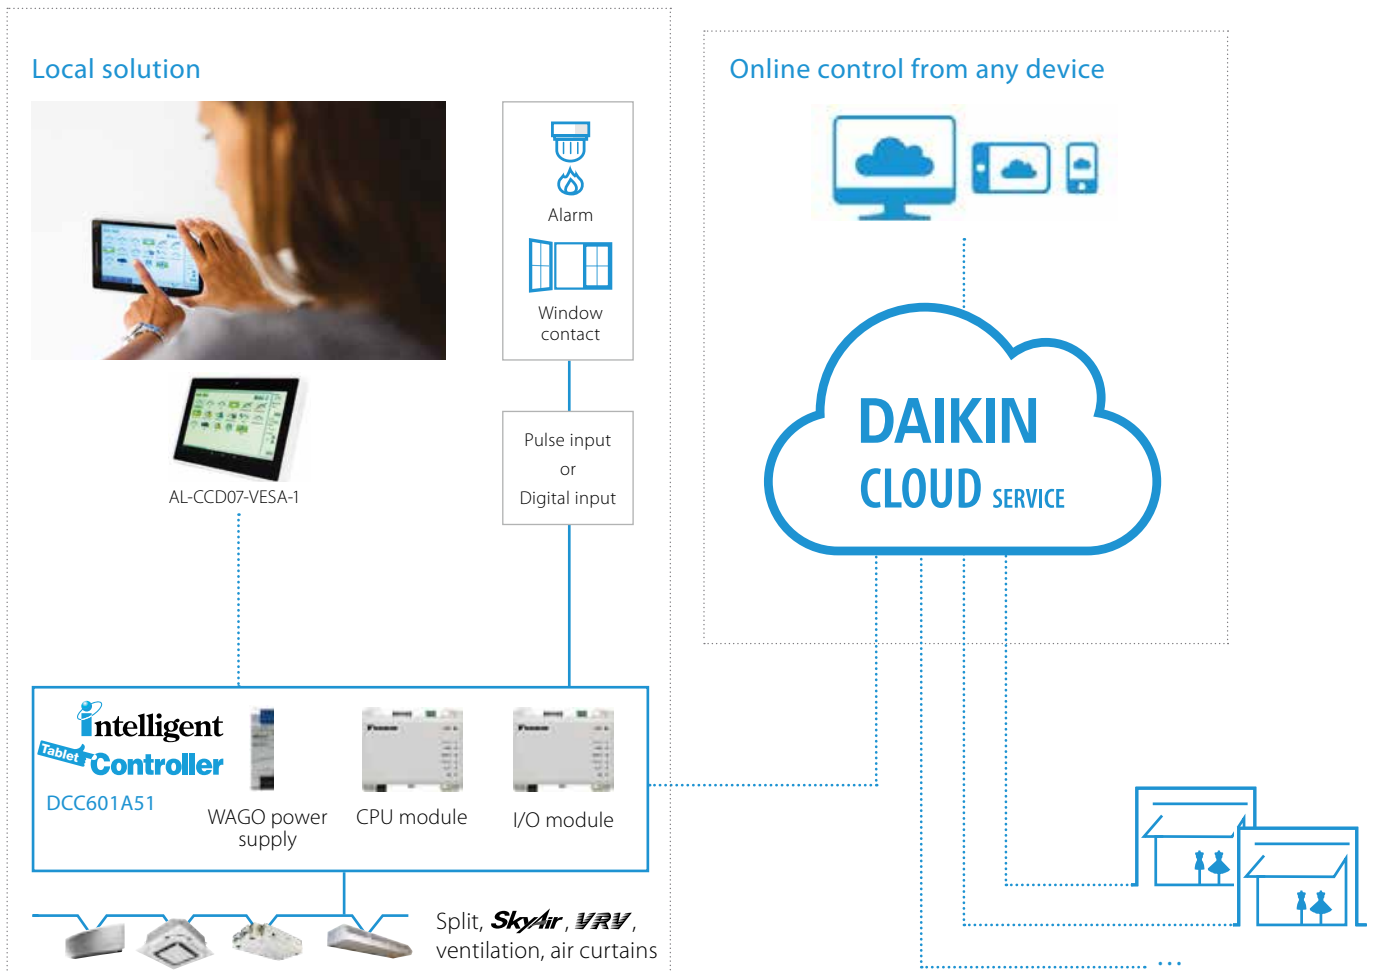 Local solution
Alarm
Window
contact
AL-CCD07-VESA-1
Pulse input
or
Digital input
intelligent
Tablet Controller
DCC601A51
WAGO power
supply
CPU module
I/O module
Split, SkyAir, VRV,
ventilation, air curtains
Online control from any device
DAIKIN
CLOUD SERVICE
...